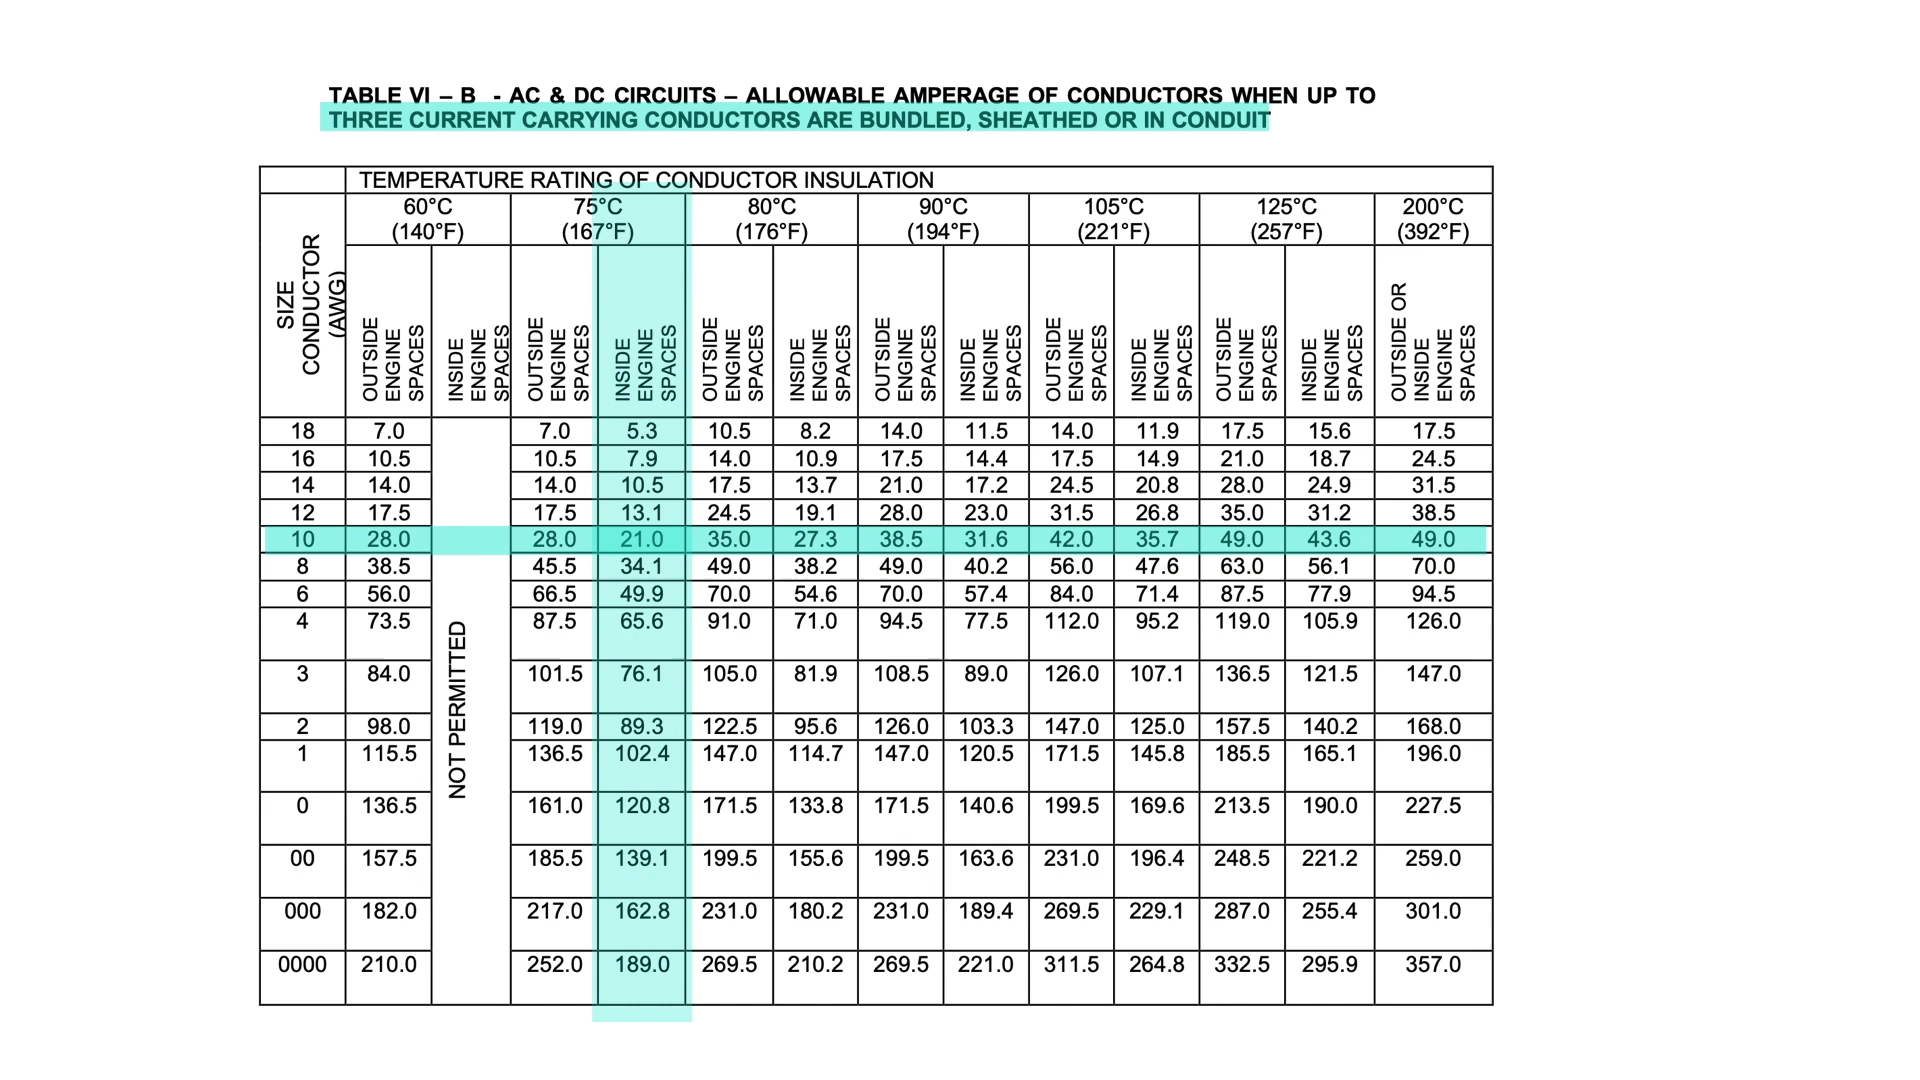 TABLE VI – B - AC & DC CIRCUITS – ALLOWABLE AMPERAGE OF CONDUCTORS WHEN UP TO
THREE CURRENT CARRYING CONDUCTORS ARE BUNDLED, SHEATHED OR IN CONDUIT
TEMPERATURE RATING OF CONDUCTOR INSULATION
SIZE
CONDUCTOR
(AWG)
60°C 75°C 80°C 90°C 105°C 125°C 200°C
(140°F) (167°F) (176°F) (194°F) (221°F) (257°F) (392°F)
OUTSIDE
ENGINE
SPACES
INSIDE
ENGINE
SPACES
OUTSIDE
ENGINE
SPACES
INSIDE
ENGINE
SPACES
OUTSIDE
ENGINE
SPACES
INSIDE
ENGINE
SPACES
OUTSIDE
ENGINE
SPACES
INSIDE
ENGINE
SPACES
OUTSIDE
ENGINE
SPACES
INSIDE
ENGINE
SPACES
OUTSIDE
ENGINE
SPACES
INSIDE
ENGINE
SPACES
OUTSIDE OR
INSIDE
ENGINE
SPACES
18 7.0 7.0 5.3 10.5 8.2 14.0 11.5 14.0 11.9 17.5 15.6 17.5
16 10.5 10.5 7.9 14.0 10.9 17.5 14.4 17.5 14.9 21.0 18.7 24.5
14 14.0 14.0 10.5 17.5 13.7 21.0 17.2 24.5 20.8 28.0 24.9 31.5
12 17.5 17.5 13.1 24.5 19.1 28.0 23.0 31.5 26.8 35.0 31.2 38.5
10 28.0 28.0 21.0 35.0 27.3 38.5 31.6 42.0 35.7 49.0 43.6 49.0
8 38.5 45.5 34.1 49.0 38.2 49.0 40.2 56.0 47.6 63.0 56.1 70.0
6 56.0 66.5 49.9 70.0 54.6 70.0 57.4 84.0 71.4 87.5 77.9 94.5
4 73.5 87.5 65.6 91.0 71.0 94.5 77.5 112.0 95.2 119.0 105.9 126.0
3 84.0 101.5 76.1 105.0 81.9 108.5 89.0 126.0 107.1 136.5 121.5 147.0
2 98.0 119.0 89.3 122.5 95.6 126.0 103.3 147.0 125.0 157.5 140.2 168.0
1 115.5 136.5 102.4 147.0 114.7 147.0 120.5 171.5 145.8 185.5 165.1 196.0
0 136.5 161.0 120.8 171.5 133.8 171.5 140.6 199.5 169.6 213.5 190.0 227.5
00 157.5 185.5 139.1 199.5 155.6 199.5 163.6 231.0 196.4 248.5 221.2 259.0
000 182.0 217.0 162.8 231.0 180.2 231.0 189.4 269.5 229.1 287.0 255.4 301.0
0000 210.0 252.0 189.0 269.5 210.2 269.5 221.0 311.5 264.8 332.5 295.9 357.0
NOT PERMITTED